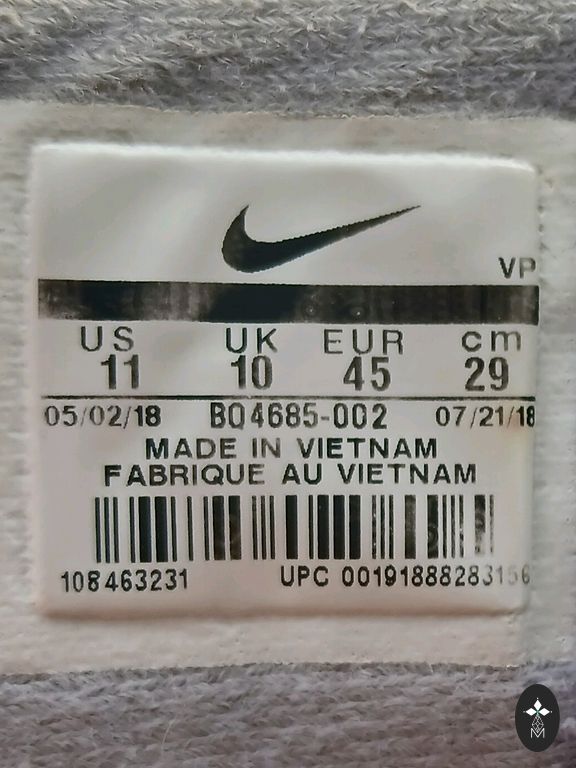 VP
US UK EUR cm
11 10 45 29
05/02/18 BQ4685-002 07/21/18
MADE IN VIETNAM
FABRIQUE AU VIETNAM
108463231 UPC 00191888283156
M